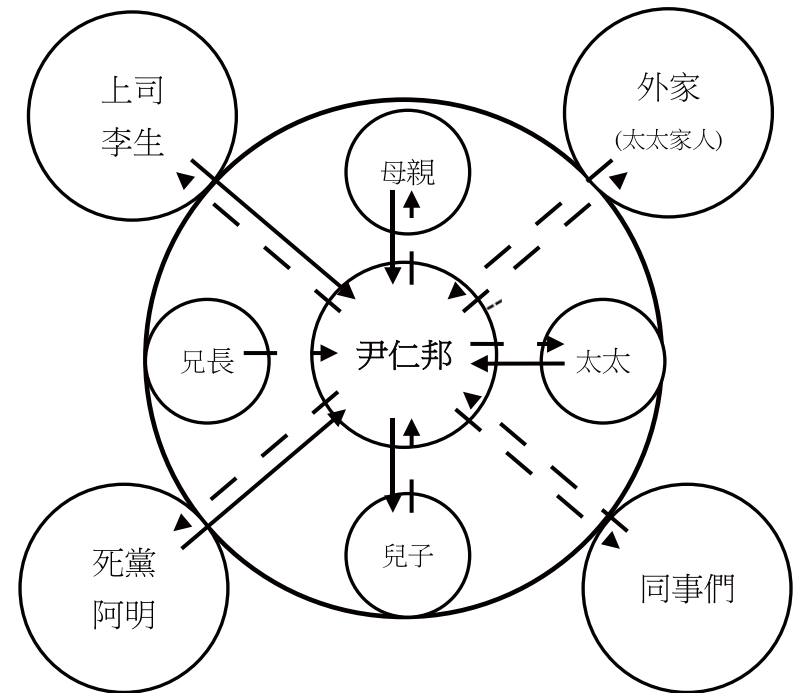 上司
李生
外家
(太太家人)
母親
兄長
尹仁邦
太太
兒子
死黨
阿明
同事們